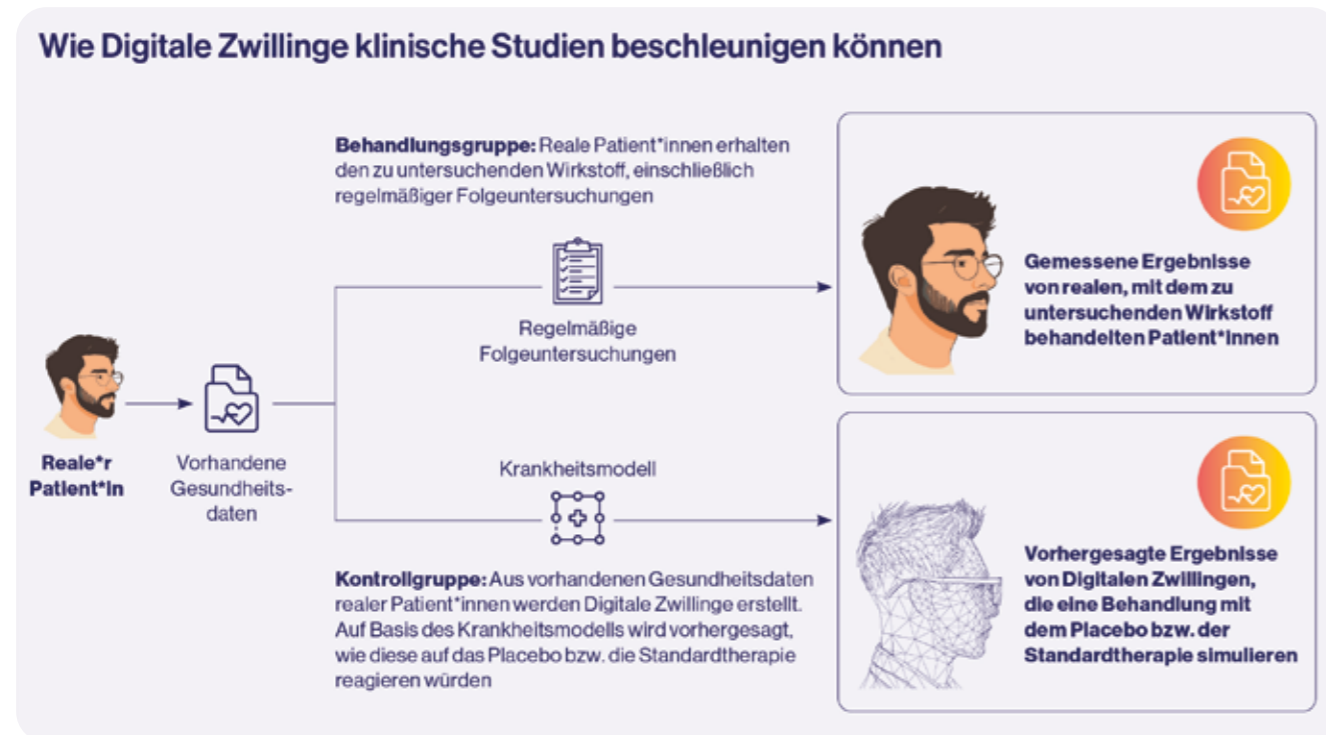 Wie Digitale Zwillinge klinische Studien beschleunigen können
Behandlungsgruppe: Reale Patient*innen erhalten
den zu untersuchenden Wirkstoff, einschließlich
regelmäßiger Folgeuntersuchungen
Regelmäßige
Folgeuntersuchungen
Gemessene Ergebnisse
von realen, mit dem zu
untersuchenden Wirkstoff
behandelten Patient*innen
Reale*r
Patient*in
Vorhandene
Gesundheits-
daten
Krankheitsmodell
Kontrollgruppe: Aus vorhandenen Gesundheitsdaten
realer Patient*innen werden Digitale Zwillinge erstellt.
Auf Basis des Krankheitsmodells wird vorhergesagt,
wie diese auf das Placebo bzw. die Standardtherapie
reagieren würden
Vorhergesagte Ergebnisse
von Digitalen Zwillingen,
die eine Behandlung mit
dem Placebo bzw. der
Standardtherapie simulieren